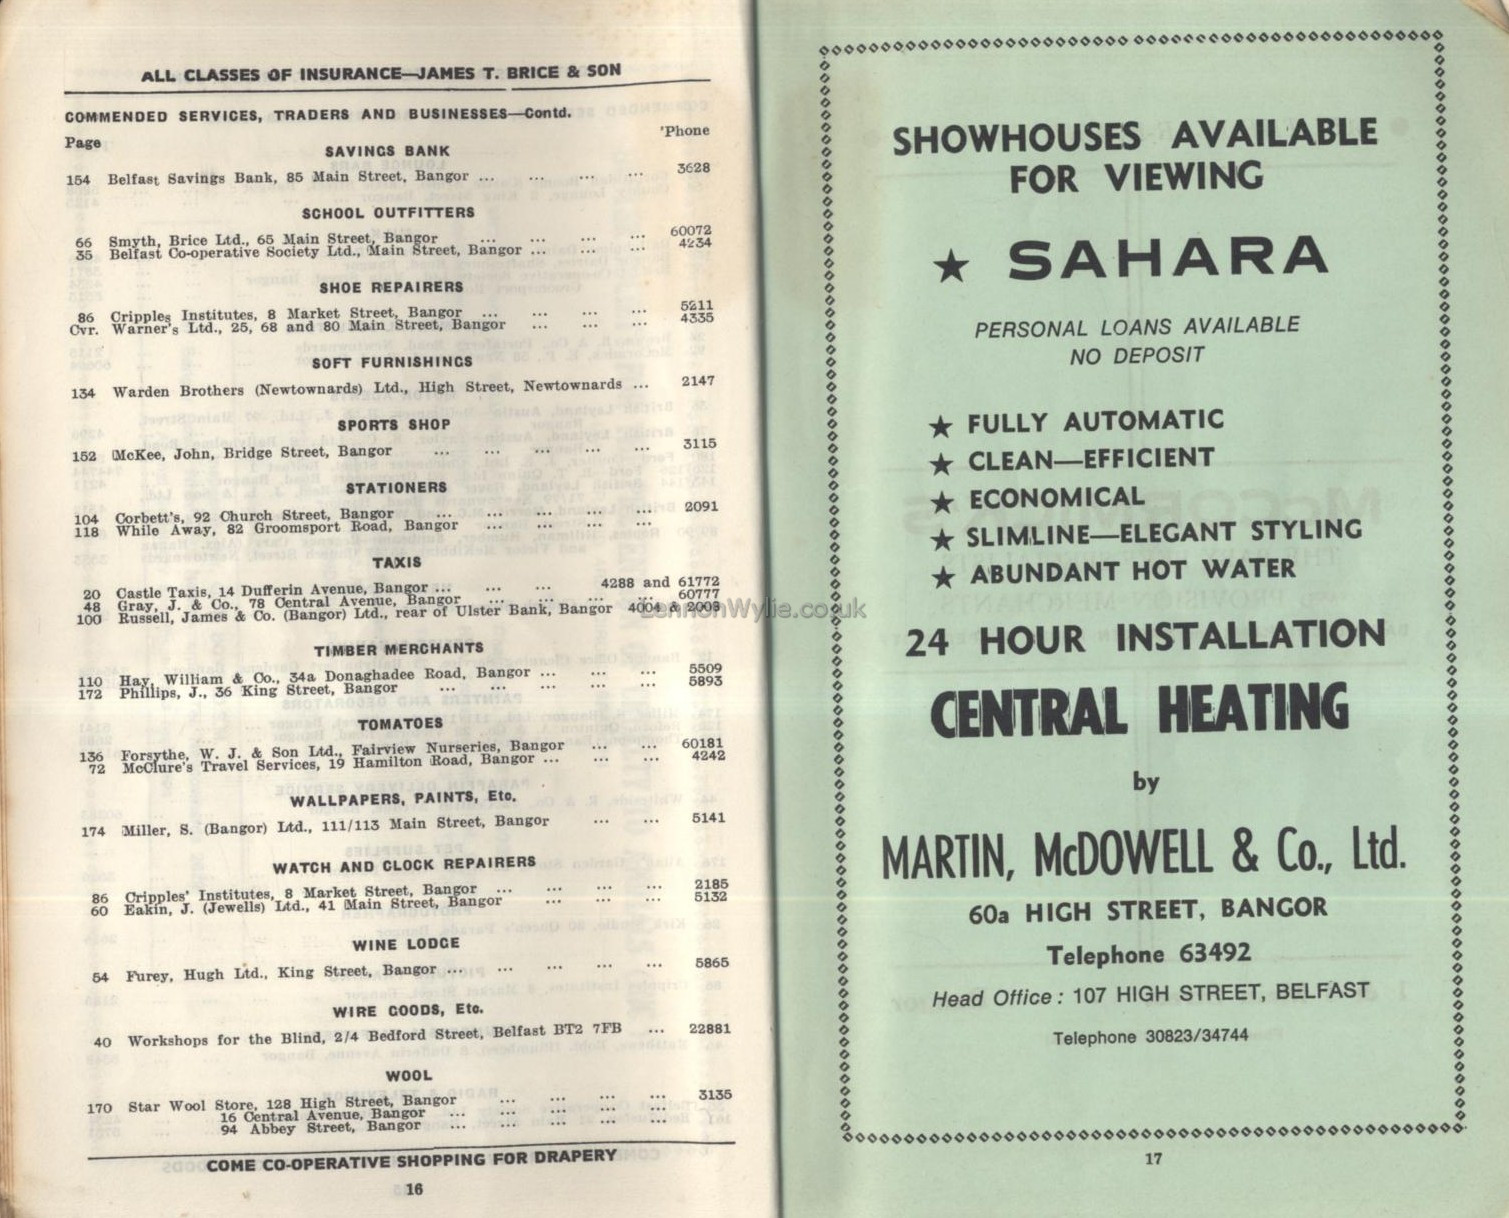 ALL CLASSES OF INSURANCE—JAMES T. BRICE & SON
COMMENDED SERVICES, TRADERS AND BUSINESSES—Contd.
Page 'Phone
SAVINGS BANK
154 Belfast Savings Bank, 85 Main Street, Bangor ... ... ... ... 3628
SCHOOL OUTFITTERS
66 Smyth, Brice Ltd., 65 Main Street, Bangor ... ... ... ... 60072
35 Belfast Co-operative Society Ltd., Main Street, Bangor ... ... ... ... 4234
SHOE REPAIRERS
86 Cripples Institutes, 8 Market Street, Bangor ... ... ... ... 5211
Cvr. Warner's Ltd., 25, 68 and 80 Main Street, Bangor ... ... ... 4335
SOFT FURNISHINGS
134 Warden Brothers (Newtownards) Ltd., High Street, Newtownards ... 2147
SPORTS SHOP
152 McKee, John, Bridge Street, Bangor ... ... ... ... ... 3115
STATIONERS
104 Corbett's, 92 Church Street, Bangor ... ... ... ... ... 2091
118 While Away, 82 Groomsport Road, Bangor ... ... ... ...
TAXIS
20 Castle Taxis, 14 Dufferin Avenue, Bangor ... ... ... 4288 and 61772
48 Gray, J. & Co., 78 Central Avenue, Bangor ... ... ... ... 60777
100 Russell, James & Co. (Bangor) Ltd., rear of Ulster Bank, Bangor 4004 & 2003
LennonWylie.co.uk
TIMBER MERCHANTS
110 Hay, William & Co., 34a Donaghadee Road, Bangor ... ... ... 5509
172 Phillips, J., 36 King Street, Bangor ... ... ... ... ... 5893
TOMATOES
136 Forsythe, W. J. & Son Ltd., Fairview Nurseries, Bangor ... ... 60181
72 McClure's Travel Services, 19 Hamilton Road, Bangor ... ... ... 4242
WALLPAPERS, PAINTS, Etc.
174 Miller, S. (Bangor) Ltd., 111/113 Main Street, Bangor ... ... 5141
WATCH AND CLOCK REPAIRERS
86 Cripples' Institutes, 8 Market Street, Bangor ... ... ... ... 2185
60 Eakin, J. (Jewells) Ltd., 41 Main Street, Bangor ... ... ... 5132
WINE LODGE
54 Furey, Hugh Ltd., King Street, Bangor ... ... ... ... ... 5865
WIRE GOODS, Etc.
40 Workshops for the Blind, 2/4 Bedford Street, Belfast BT2 7FB ... 22881
WOOL
170 Star Wool Store, 128 High Street, Bangor ... ... ... ... 3135
16 Central Avenue, Bangor ... ... ... ... ...
94 Abbey Street, Bangor ... ... ... ... ...
COME CO-OPERATIVE SHOPPING FOR DRAPERY
16
SHOWHOUSES AVAILABLE
FOR VIEWING
★ SAHARA
PERSONAL LOANS AVAILABLE
NO DEPOSIT
★ FULLY AUTOMATIC
★ CLEAN—EFFICIENT
★ ECONOMICAL
★ SLIMLINE—ELEGANT STYLING
★ ABUNDANT HOT WATER
24 HOUR INSTALLATION
CENTRAL HEATING
by
MARTIN, McDOWELL & Co., Ltd.
60a HIGH STREET, BANGOR
Telephone 63492
Head Office : 107 HIGH STREET, BELFAST
Telephone 30823/34744
17